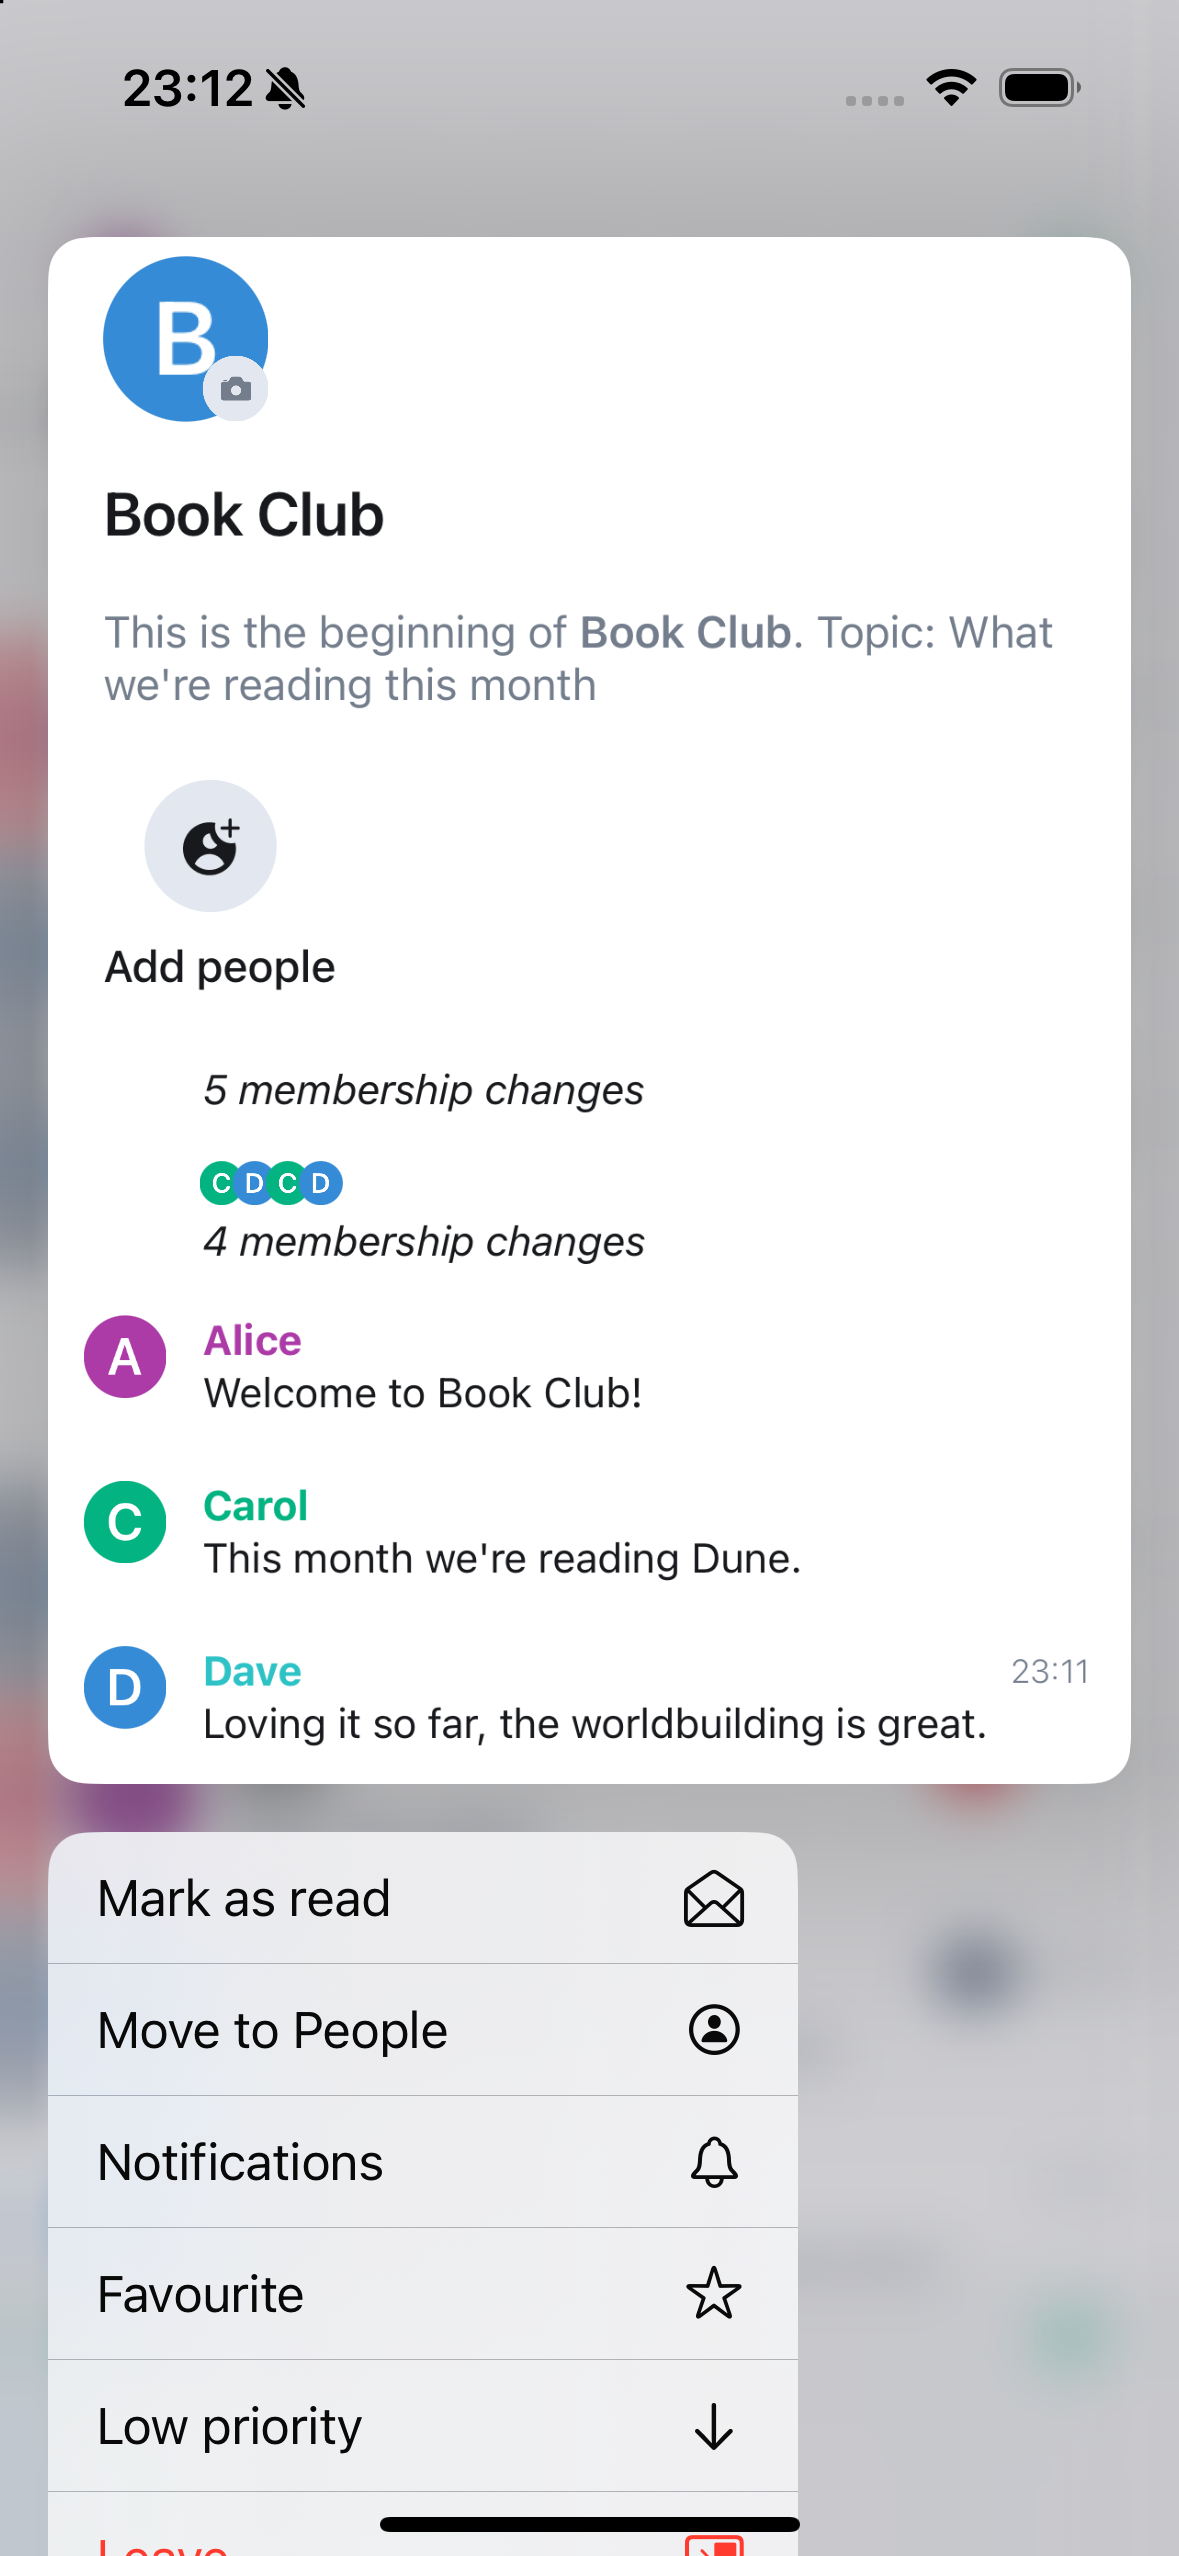 23:12
B
Book Club
This is the beginning of Book Club. Topic: What
we're reading this month
Add people
5 membership changes
C D C D
4 membership changes
A
Alice
Welcome to Book Club!
C
Carol
This month we're reading Dune.
D
Dave
23:11
Loving it so far, the worldbuilding is great.
Mark as read
Move to People
Notifications
Favourite
Low priority
Leave